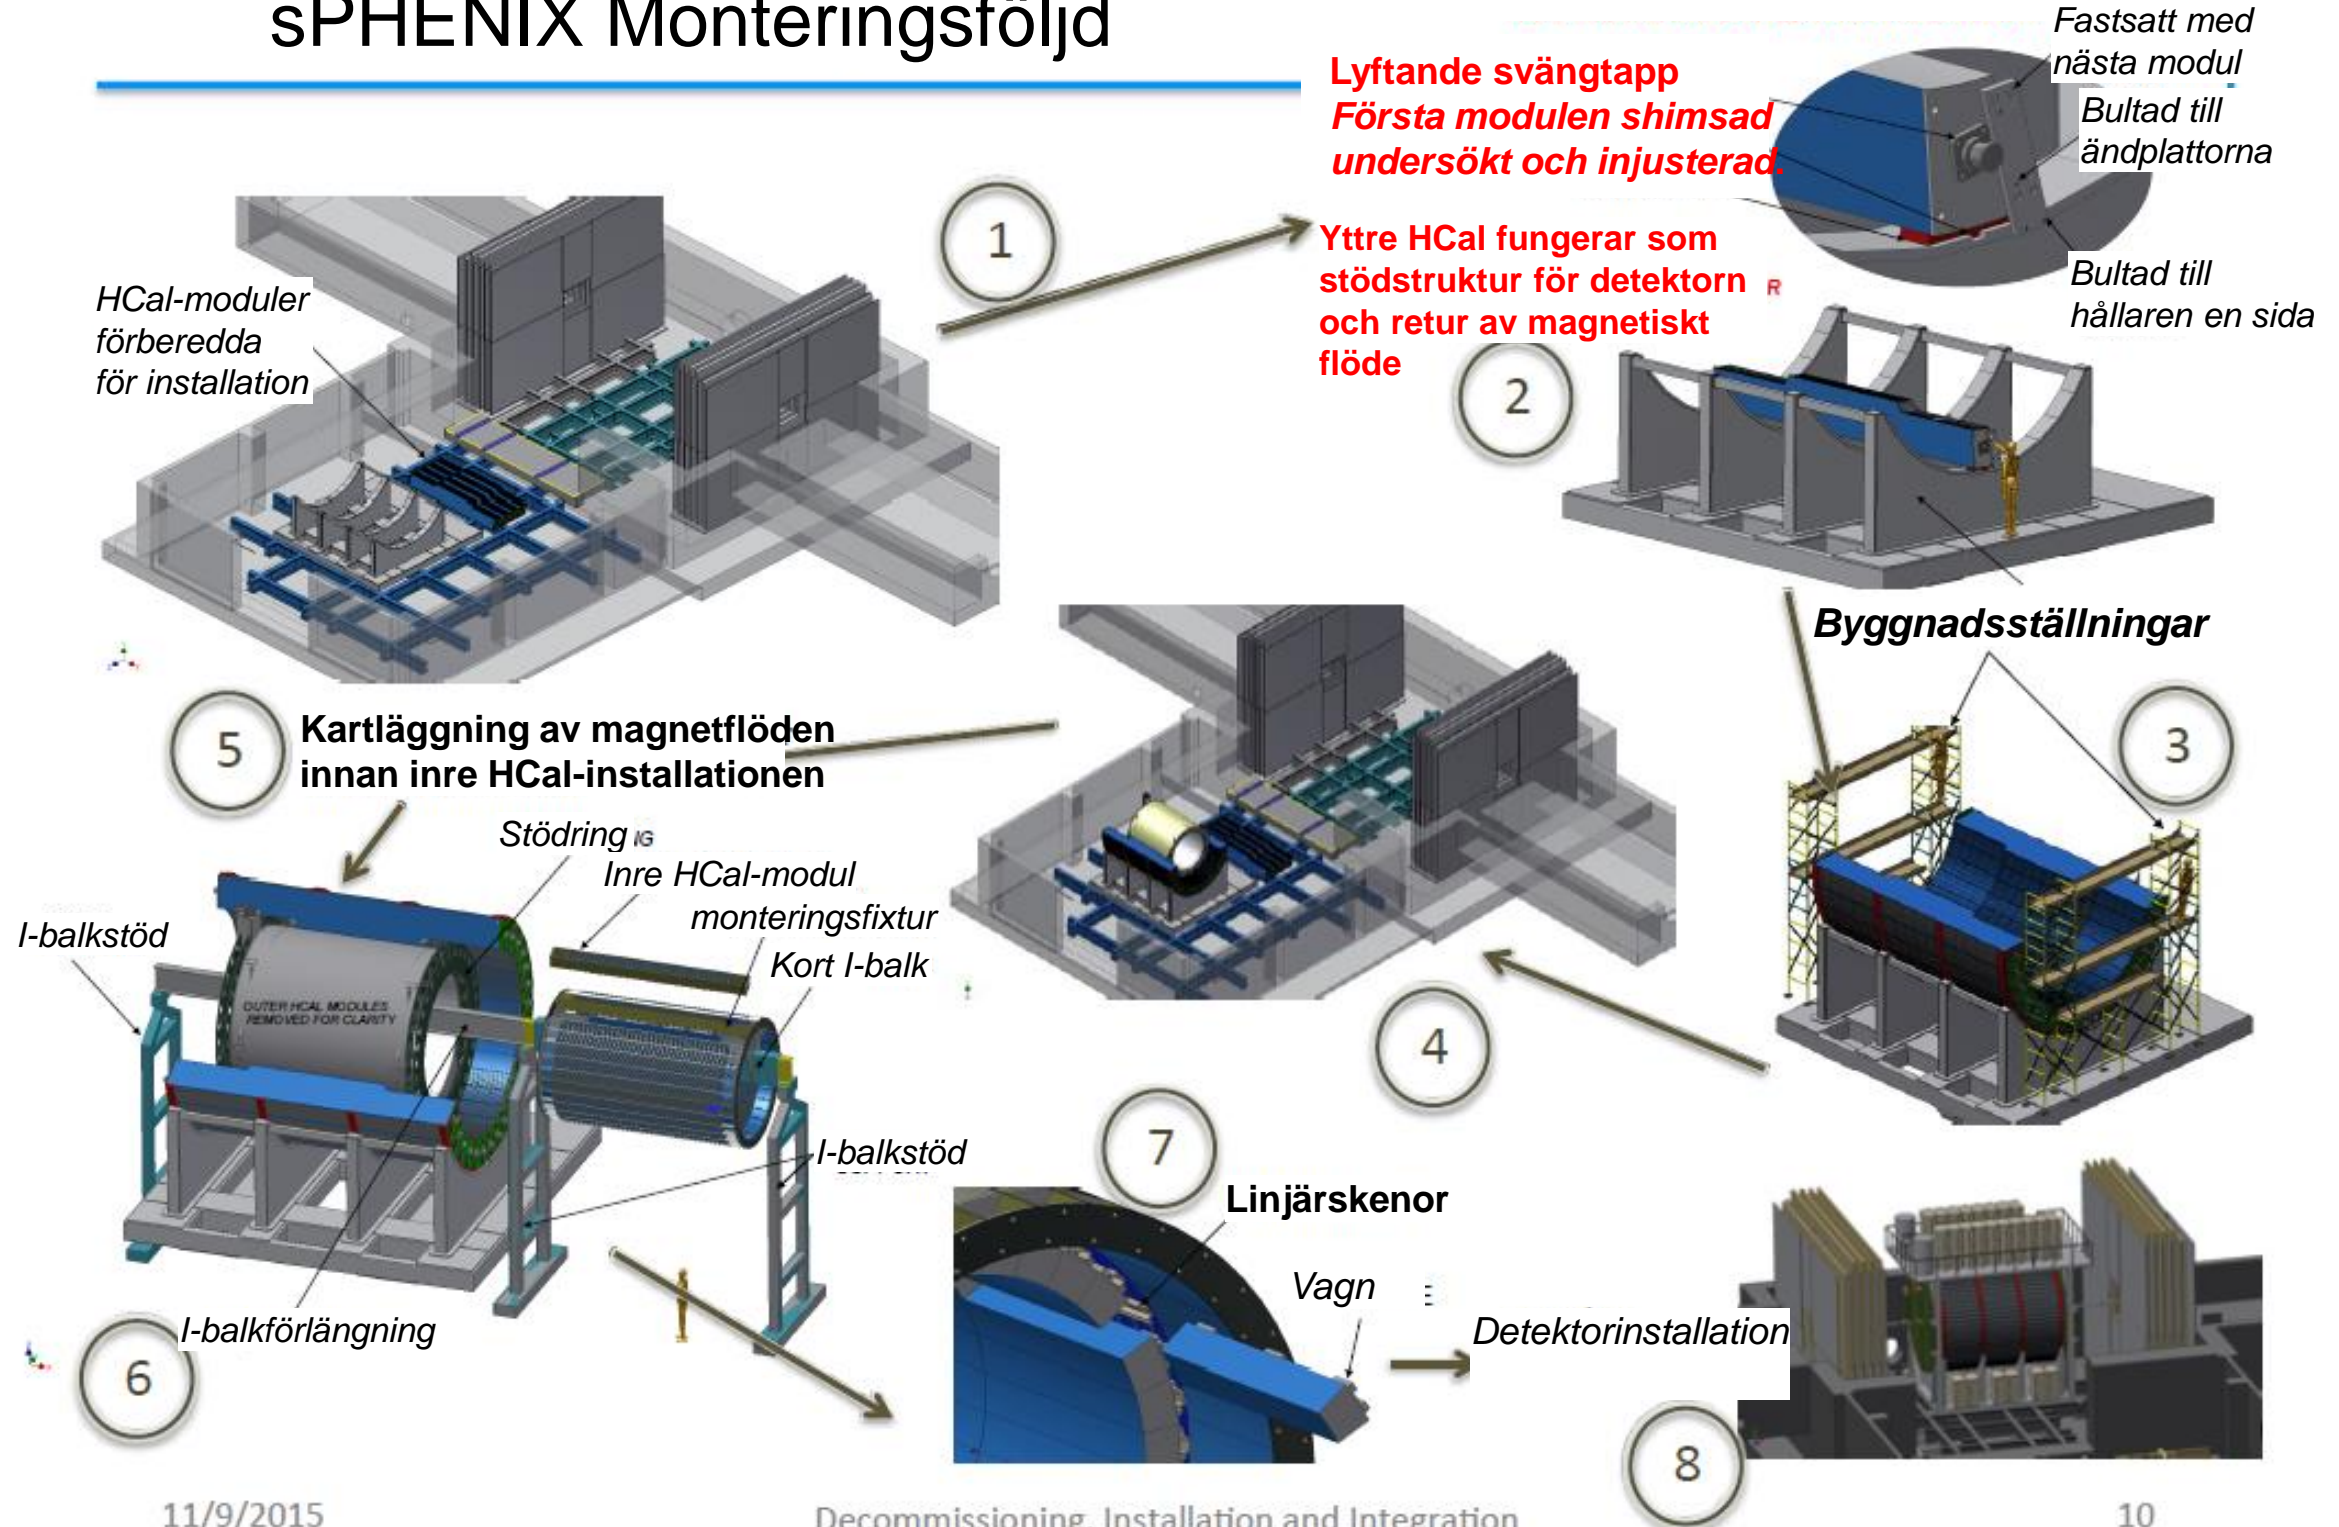 sPHENIX Monteringsföljd
Fastsatt med
nästa modul
Lyftande svängtapp
Första modulen shimsad
undersökt och injusterad.
Bultad till
ändplattorna
1
Yttre HCal fungerar som
stödstruktur för detektorn
och retur av magnetiskt
flöde
R
Bultad till
hållaren en sida
HCal-moduler
förberedda
för installation
2
Byggnadsställningar
3
5
Kartläggning av magnetflöden
innan inre HCal-installationen
Stödring
Inre HCal-modul
monteringsfixtur
Kort I-balk
I-balkstöd
OUTER HCAL MODULES
REMOVED FOR CLARITY
4
I-balkstöd
7
Linjärskenor
Vagn
I-balkförlängning
6
Detektorinstallation
8
11/9/2015
Decommissioning, Installation and Integration
10